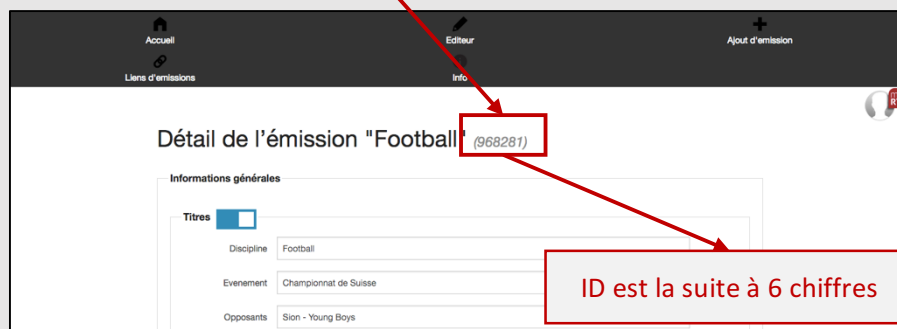 Accueil Editeur Ajout d'emission
Liens d'emissions Info
Détail de l'émission "Football" (968281)
Informations générales
Titres
Discipline Football
Evenement Championnat de Suisse
ID est la suite à 6 chiffres
Opposants Sion - Young Boys